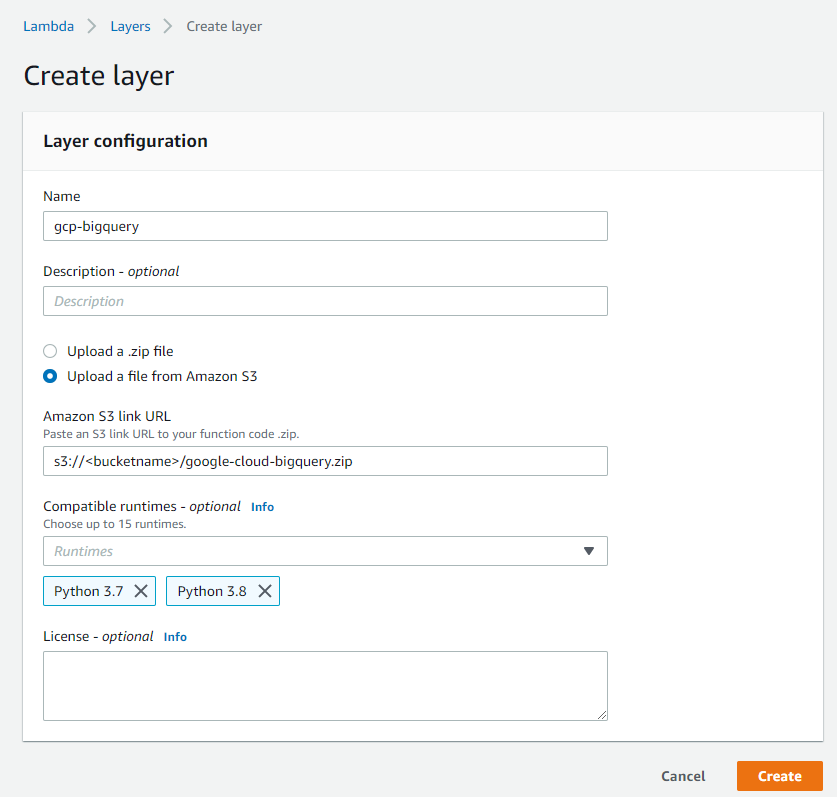 Lambda > Layers > Create layer
Create layer
Layer configuration
Name
gcp-bigquery
Description - optional
Description
Upload a .zip file
Upload a file from Amazon S3
Amazon S3 link URL
Paste an S3 link URL to your function code .zip.
s3://<bucketname>/google-cloud-bigquery.zip
Compatible runtimes - optional Info
Choose up to 15 runtimes.
Runtimes
Python 3.7 Python 3.8
License - optional Info
Cancel Create